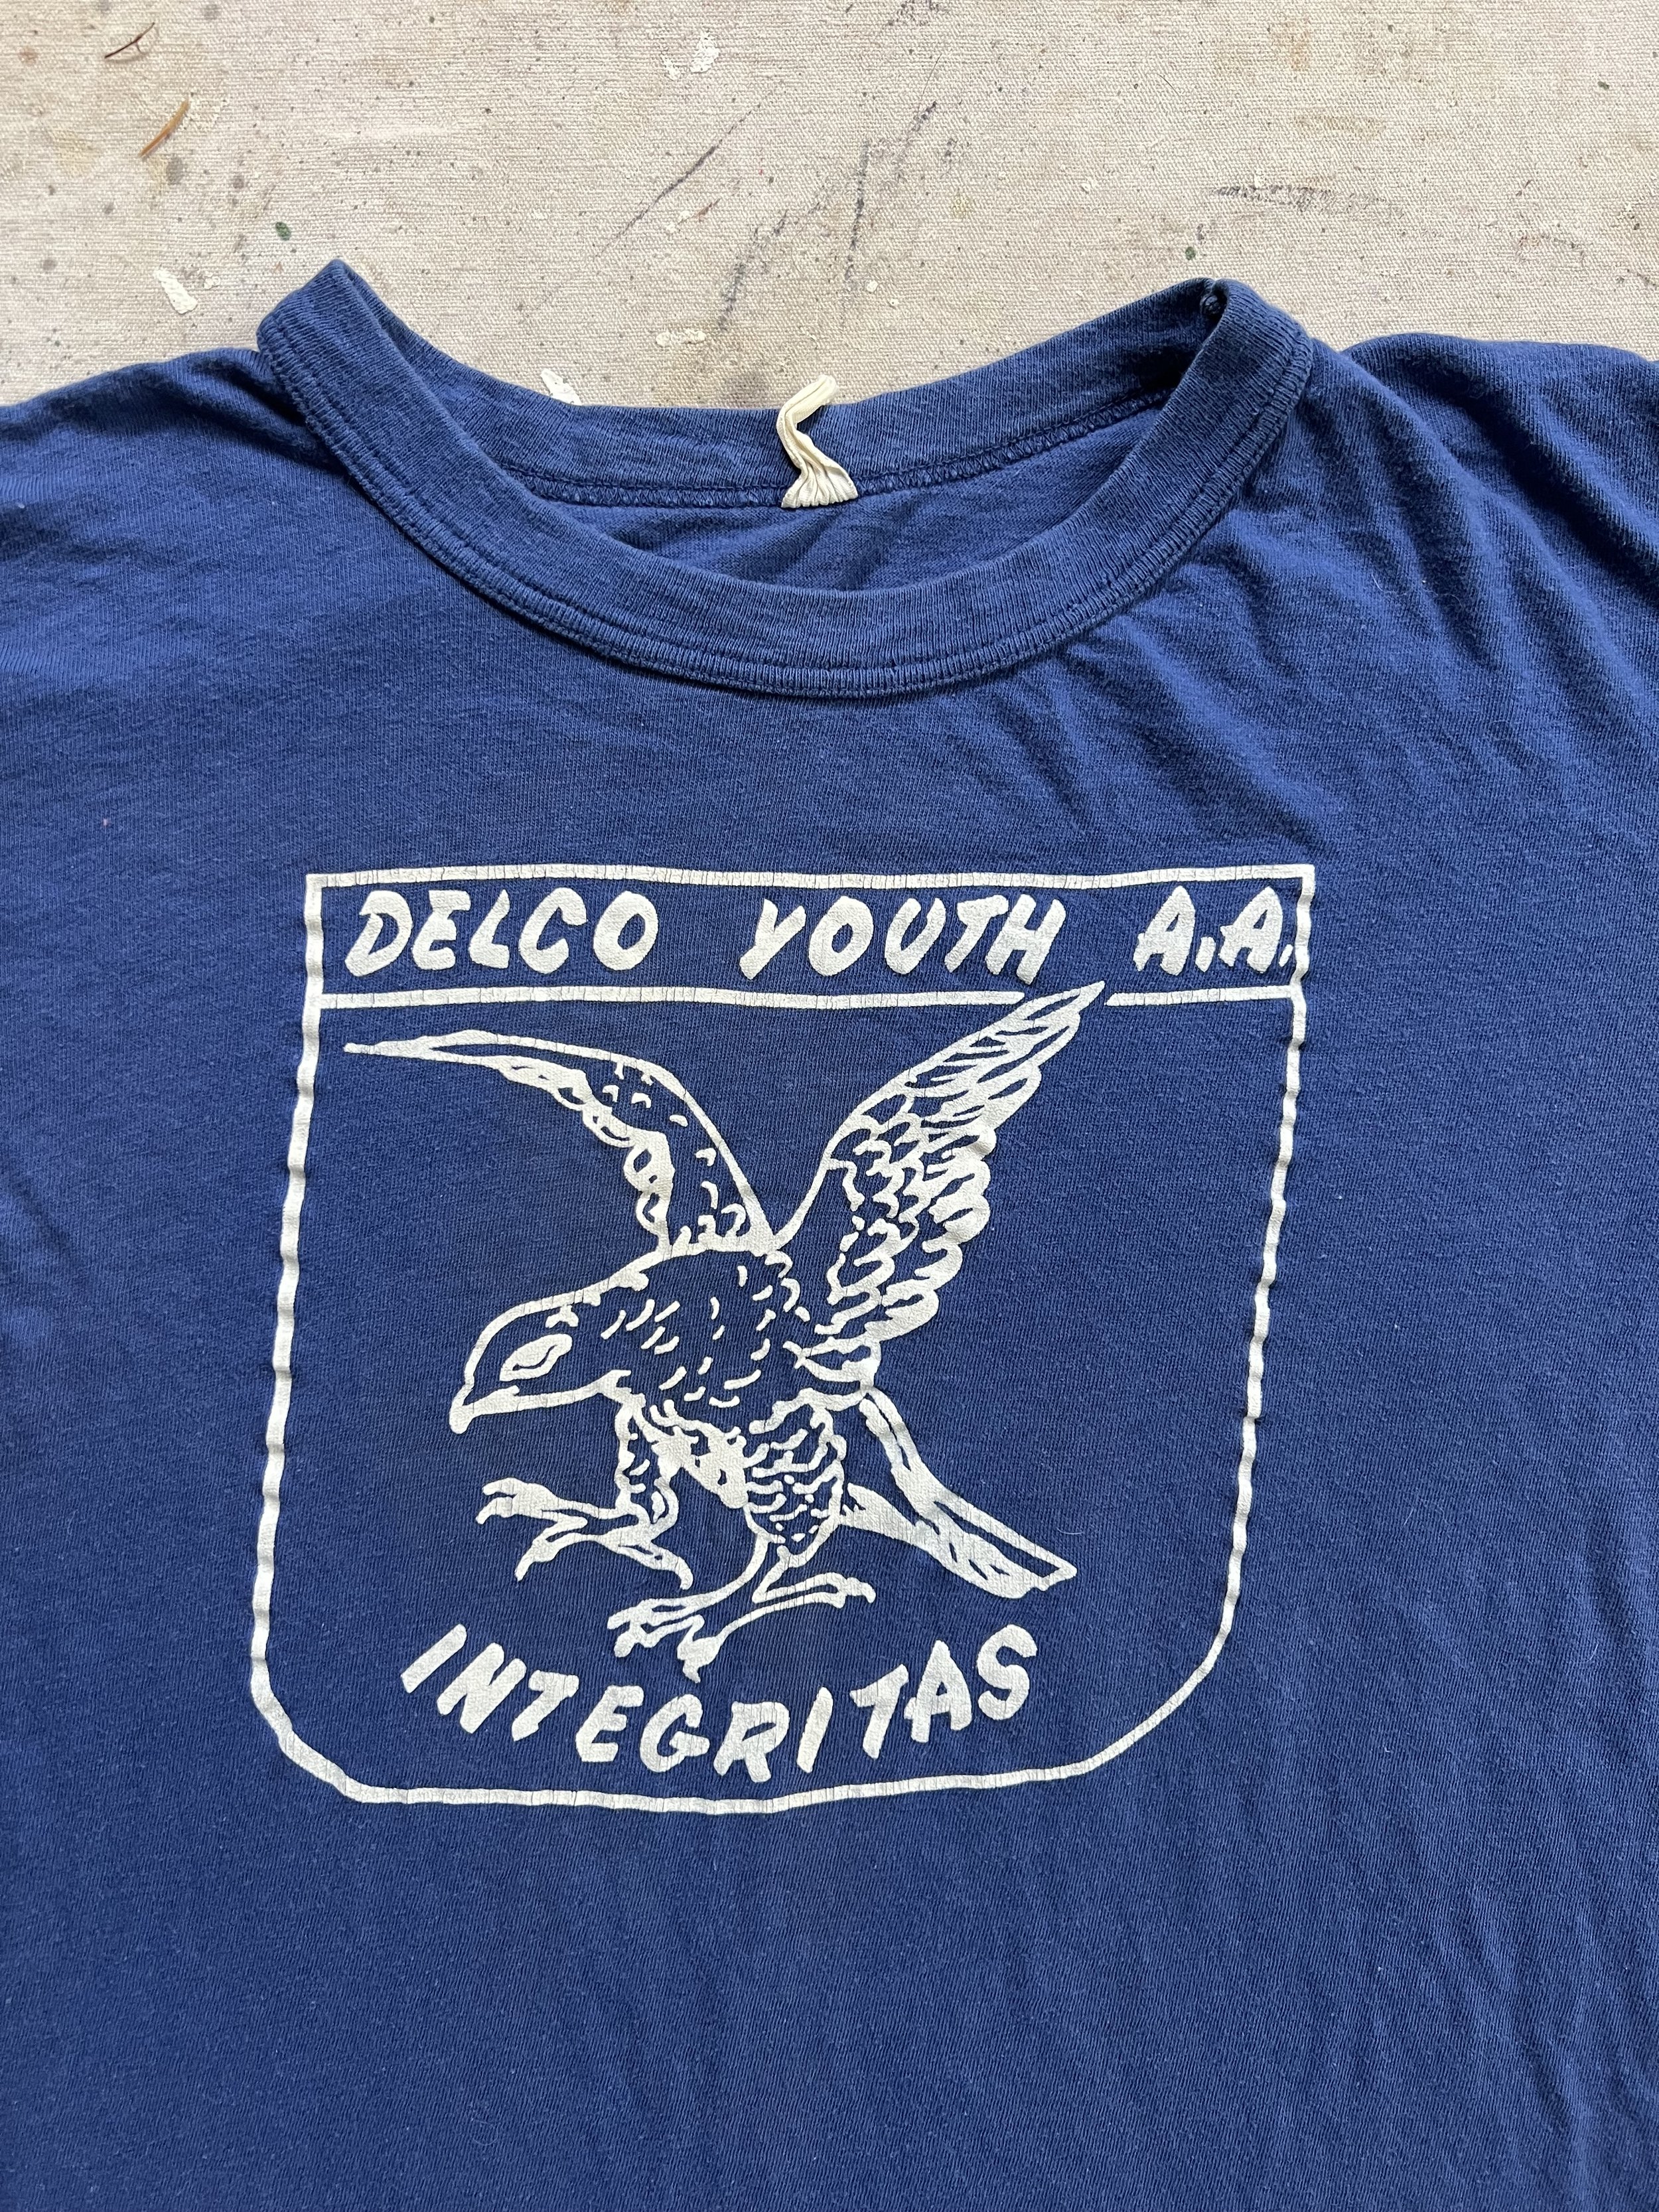 DELCO YOUTH A.A.
INTEGRITAS